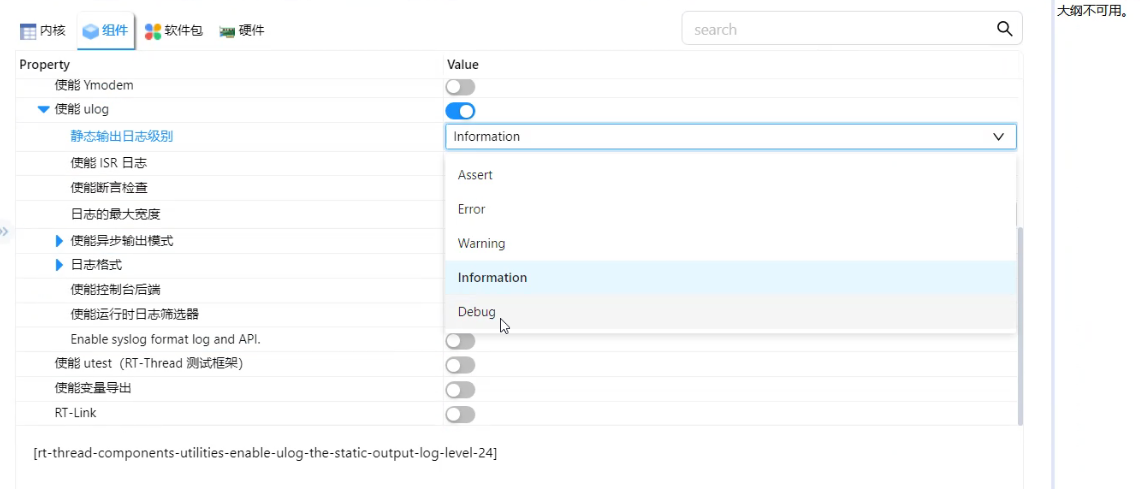 大纲不可用。
内核 组件 软件包 硬件 search
Property Value
使能 Ymodem
使能 ulog
静态输出日志级别 Information
使能 ISR 日志
Assert
使能断言检查
Error
日志的最大宽度
使能异步输出模式 Warning
日志格式
Information
使能控制台后端
使能运行时日志筛选器 Debug
Enable syslog format log and API.
使能 utest（RT-Thread 测试框架）
使能变量导出
RT-Link
[rt-thread-components-utilities-enable-ulog-the-static-output-log-level-24]